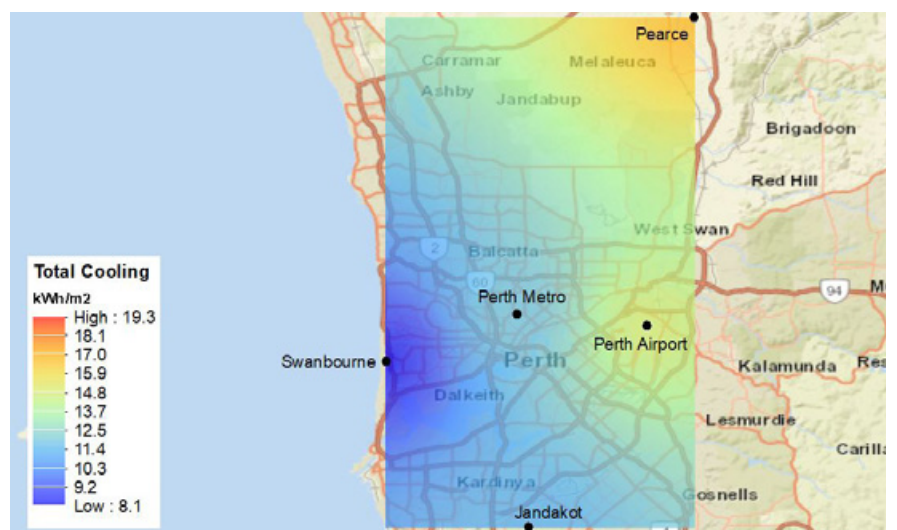 Pearce
Carramar
Melaleuca
Ashby
Jandabup
Brigadoon
Red Hill
West Swan
2
Balcatta
60
Total Cooling
kWh/m2
High : 19.3
18.1
17.0
15.9
14.8
13.7
12.5
11.4
10.3
9.2
Low : 8.1
94
Perth Metro
Perth Airport
Swanbourne
Perth
Kalamunda
Dalkeith
Lesmurdie
Kardinya
Gosnells
Jandakot